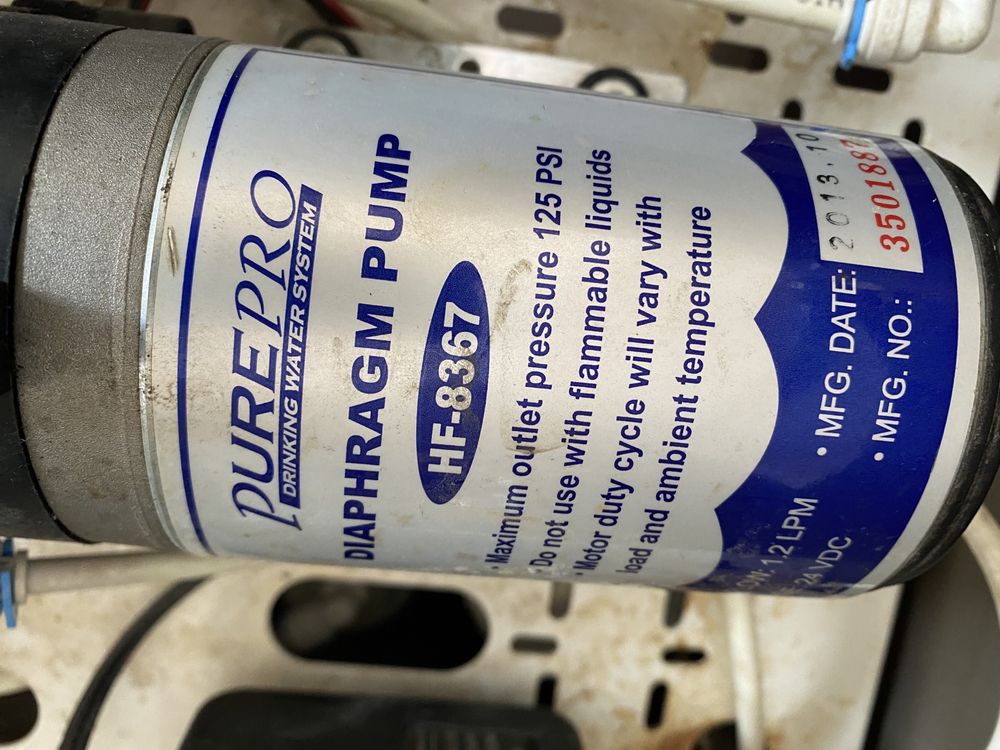 PUREPRO
DRINKING WATER SYSTEM
DIAPHRAGM PUMP
HF-8367
• Maximum outlet pressure 125 PSI
• Do not use with flammable liquids
• Motor duty cycle will vary with
load and ambient temperature
1.2 LPM
24 VDC
• MFG. DATE: 2013.10
• MFG. NO.: 3501887